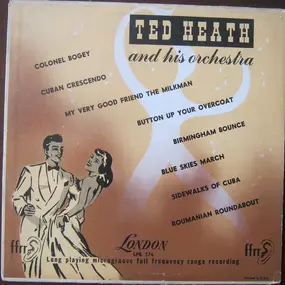 TED HEATH
and his orchestra
COLONEL BOGEY
CUBAN CRESCENDO
MY VERY GOOD FRIEND THE MILKMAN
BUTTON UP YOUR OVERCOAT
BIRMINGHAM BOUNCE
BLUE SKIES MARCH
SIDEWALKS OF CUBA
ROUMANIAN ROUNDABOUT
ffrr
LONDON
ffrr
Long playing microgroove full frequency range recording